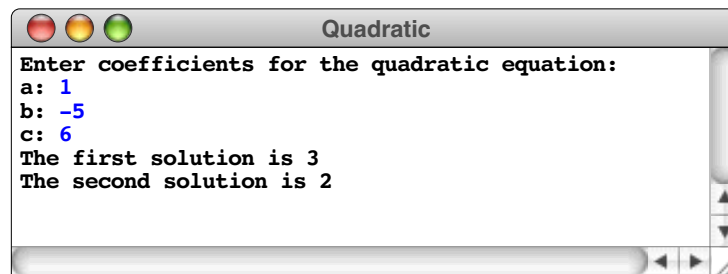 Quadratic
Enter coefficients for the quadratic equation:
a: 1
b: -5
c: 6
The first solution is 3
The second solution is 2